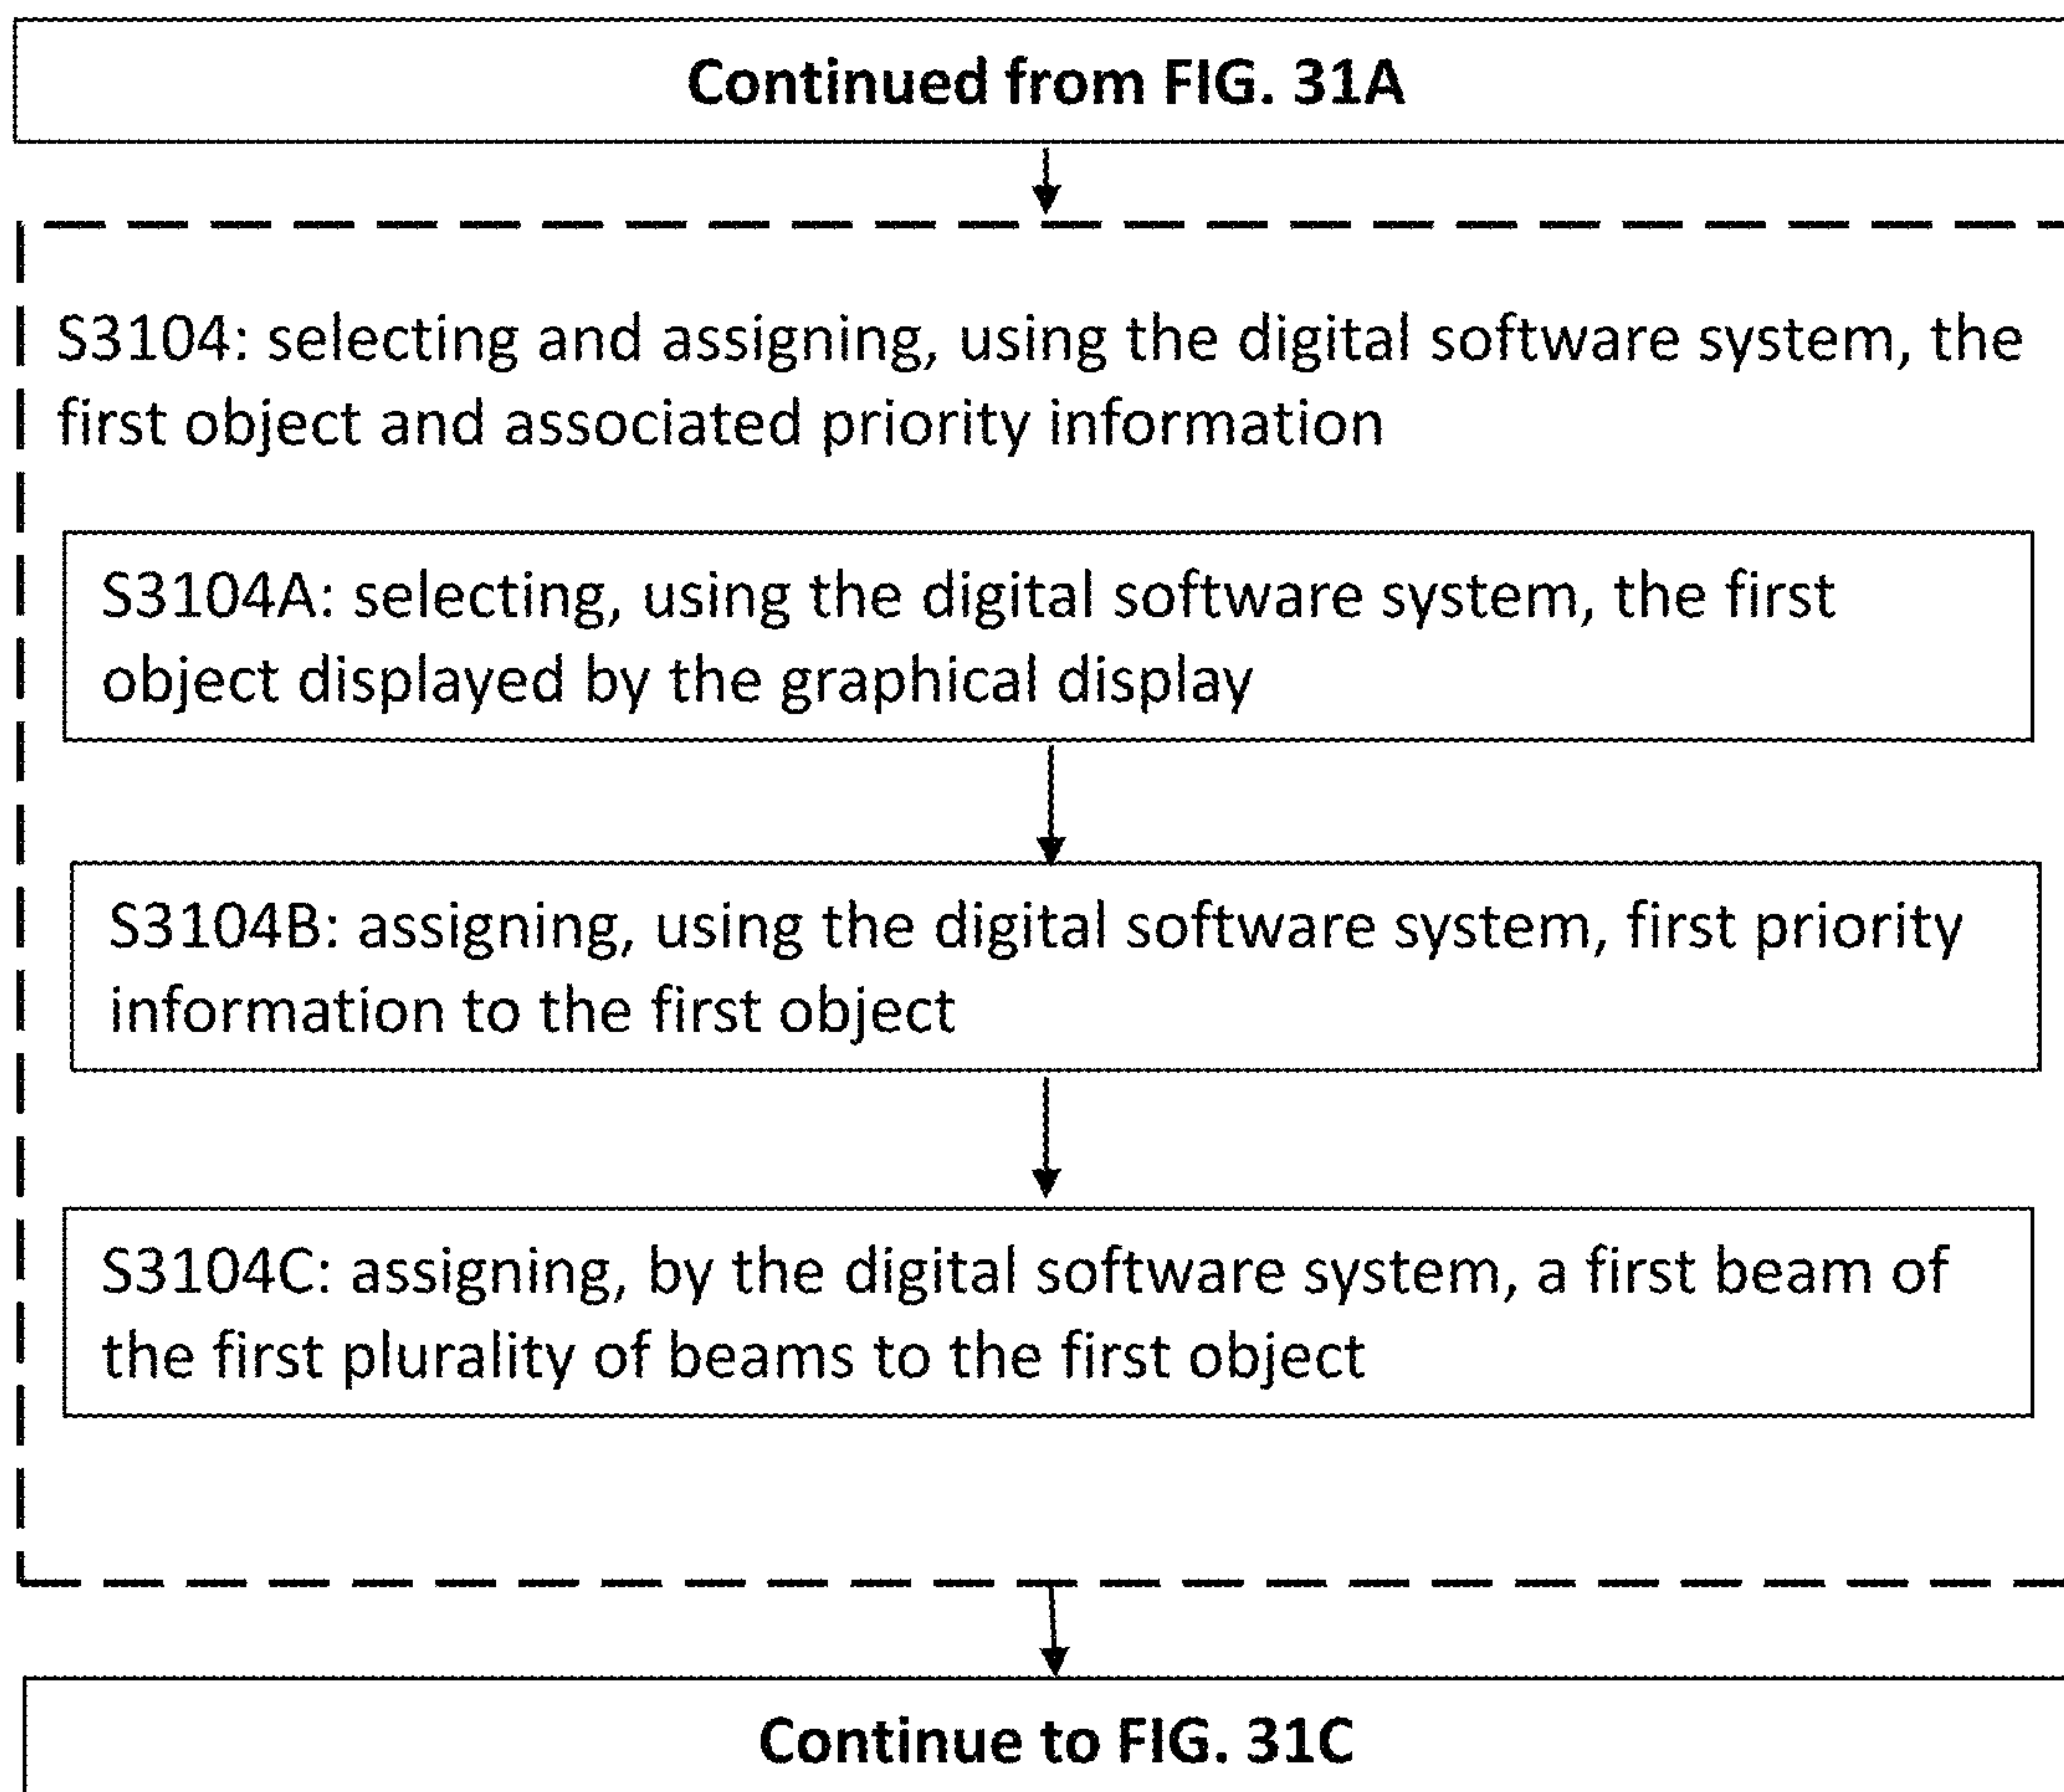 Continued from FIG. 31A
S3104: selecting and assigning, using the digital software system, the
first object and associated priority information
S3104A: selecting, using the digital software system, the first
object displayed by the graphical display
S3104B: assigning, using the digital software system, first priority
information to the first object
S3104C: assigning, by the digital software system, a first beam of
the first plurality of beams to the first object
Continue to FIG. 31C